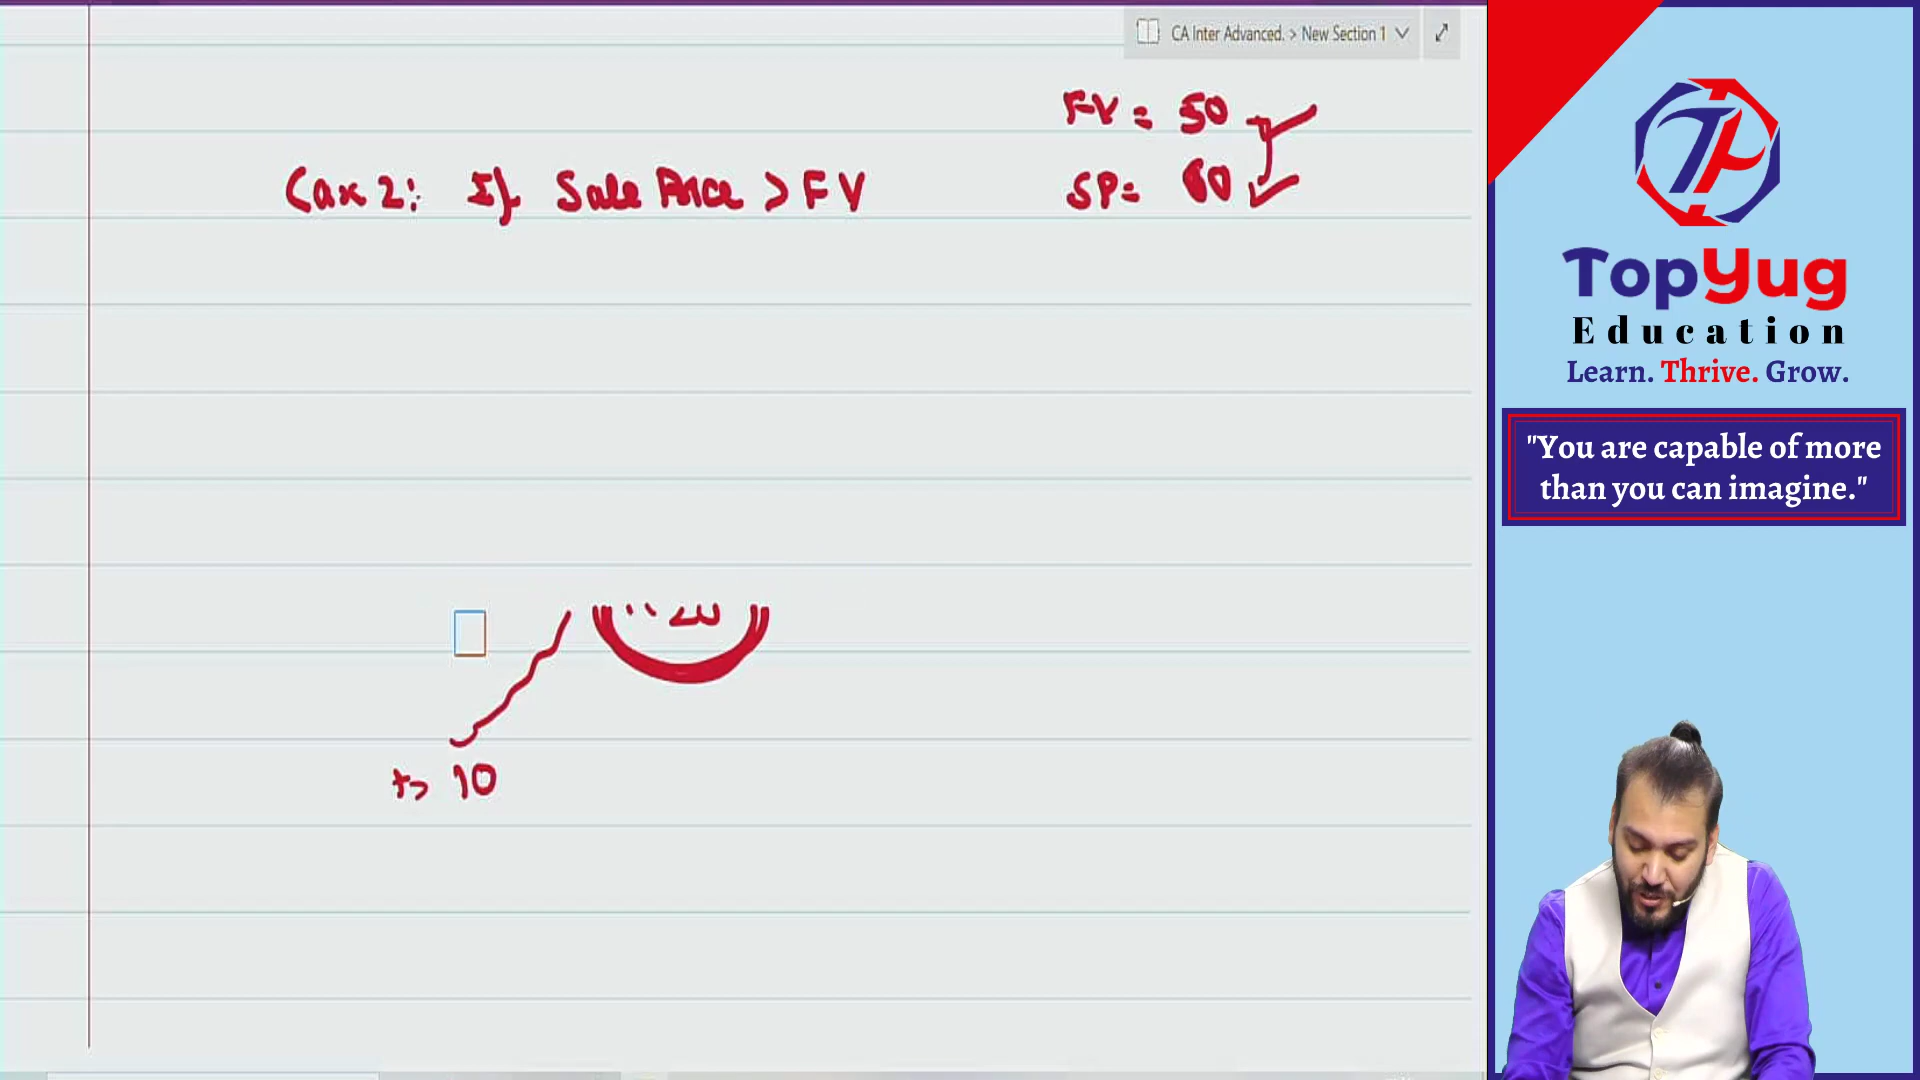 CA Inter Advanced. > New Section 1
FV = 50
Case 2: If Sale Price > FV
SP = 60
10
TopYug
Education
Learn. Thrive. Grow.
"You are capable of more
than you can imagine."